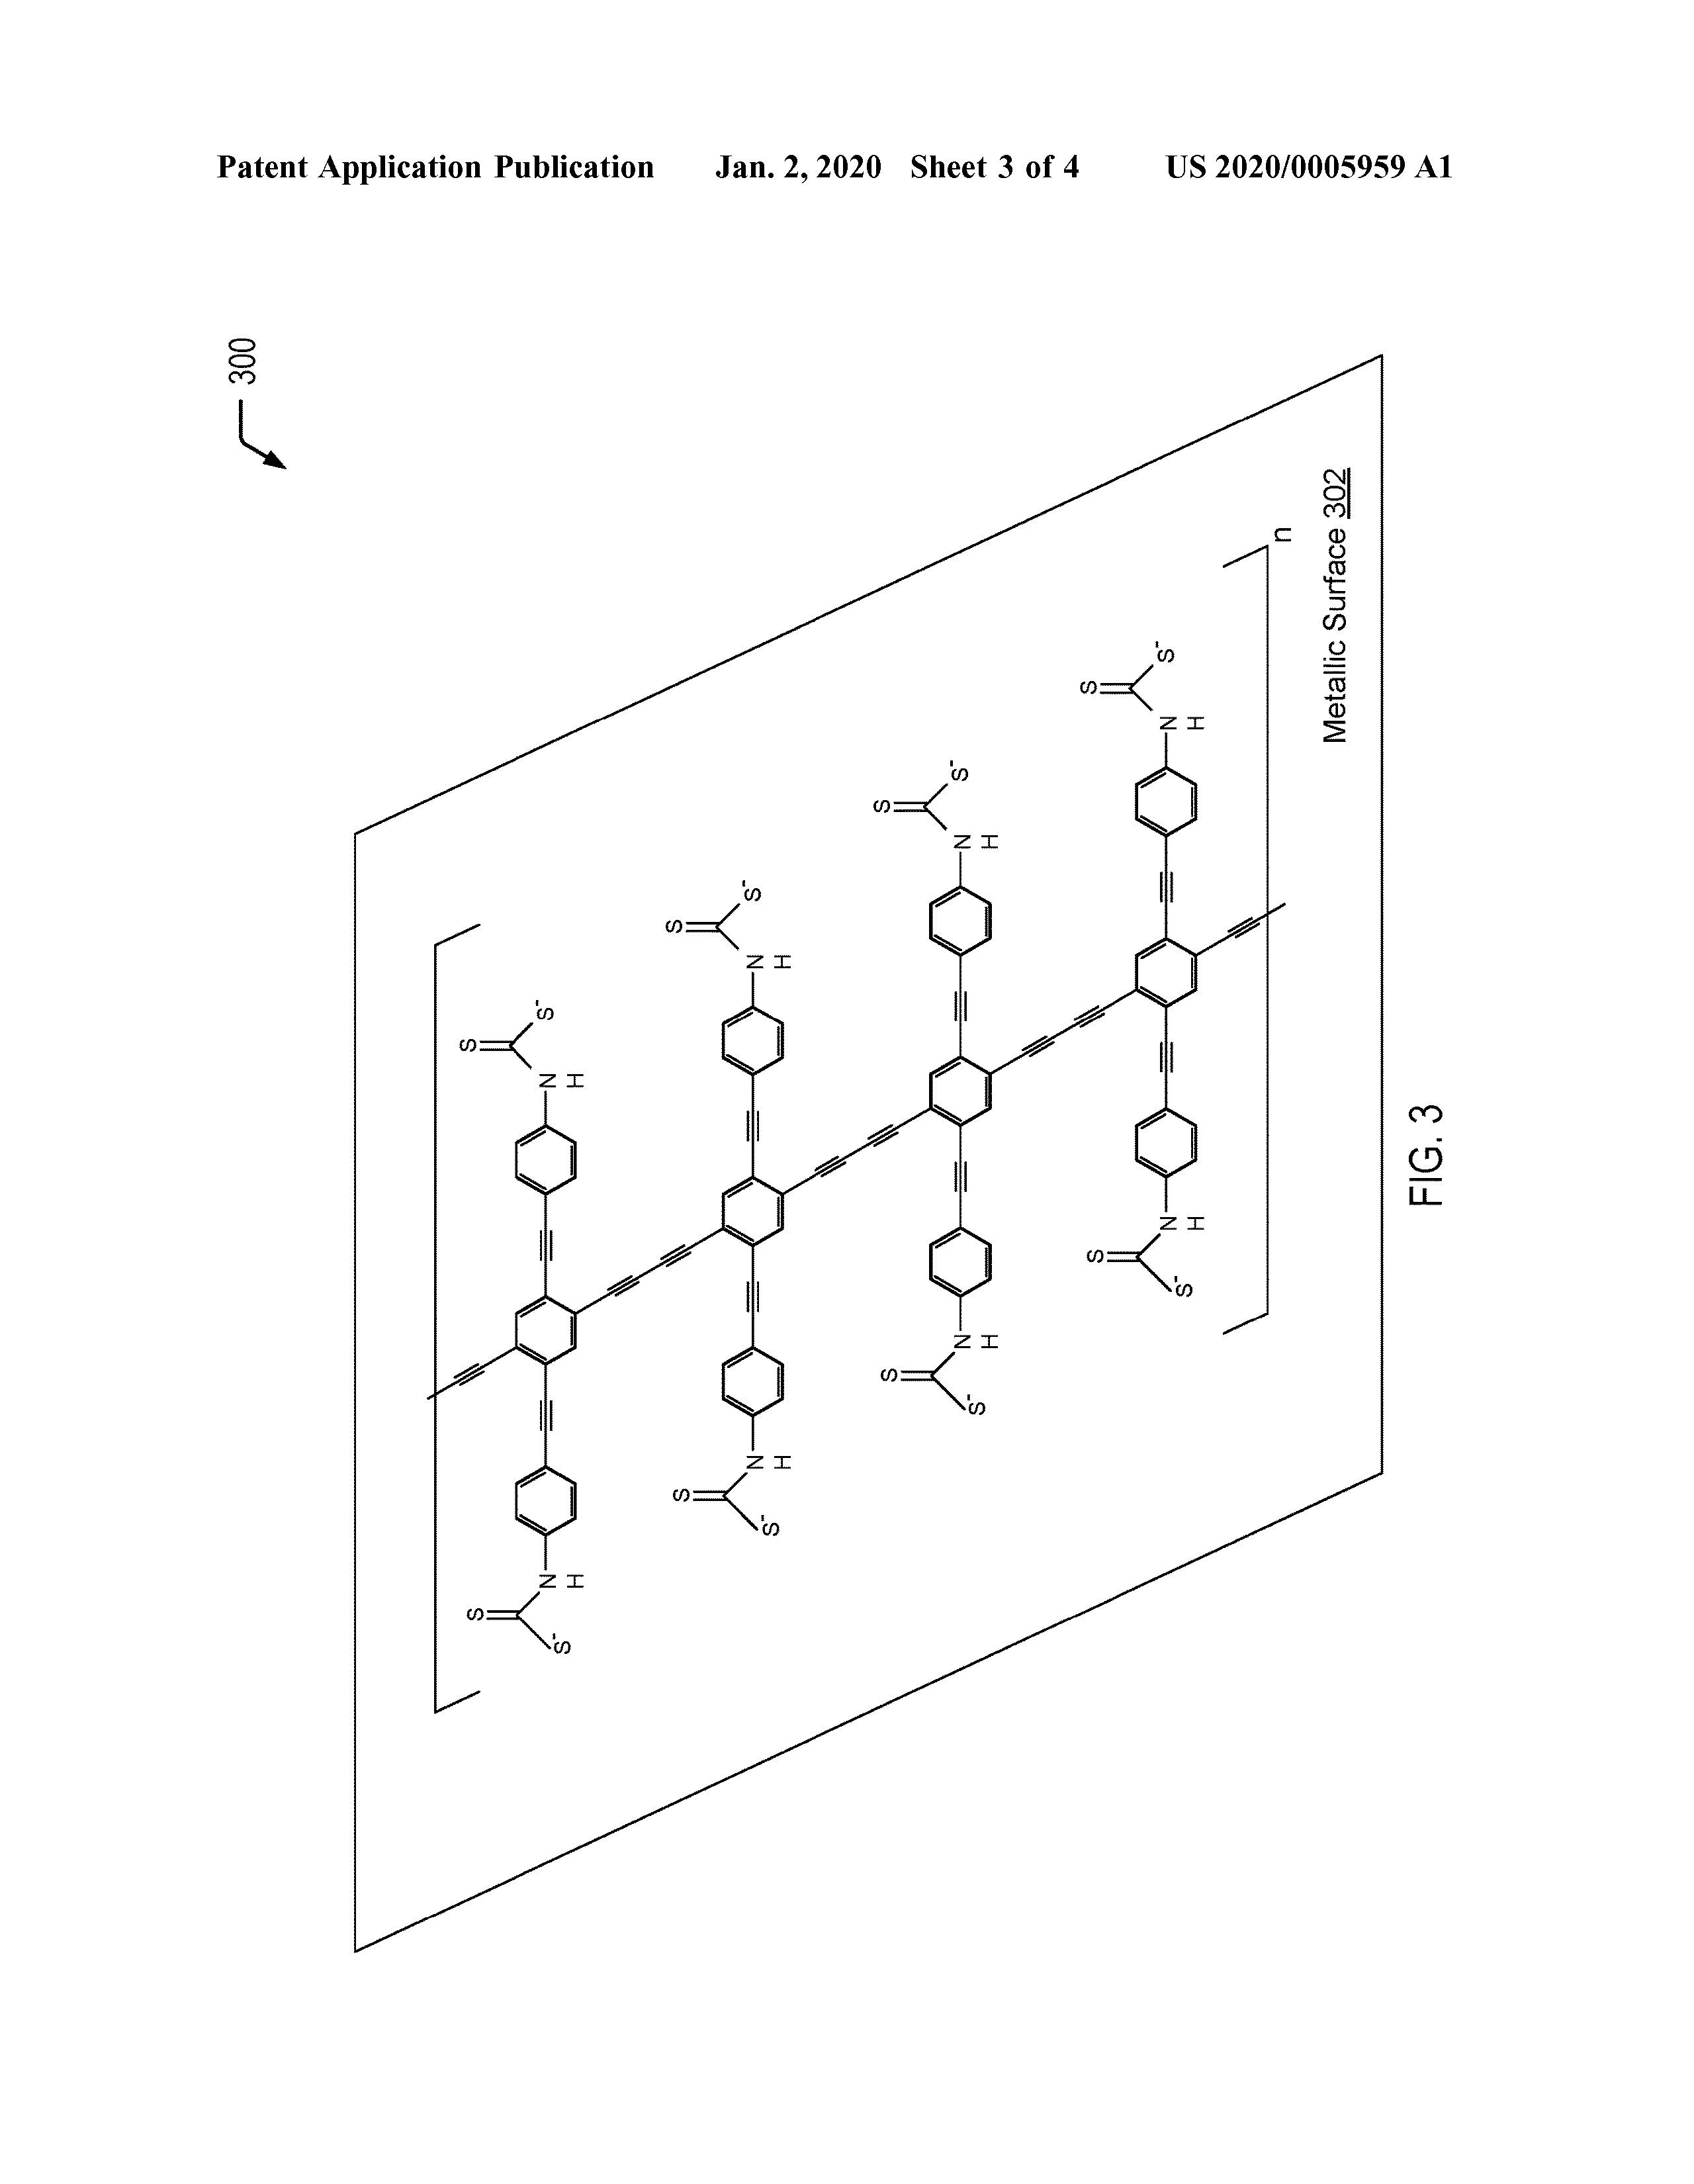 Patent Application Publication Jan. 2, 2020 Sheet 3 of 4 US 2020/0005959 A1
300
S S-
N H
S S-
N H
S S-
N H
S S-
N H
S S-
N H
S S-
N H
S S-
N H
S S-
N H
n
Metallic Surface 302
FIG. 3